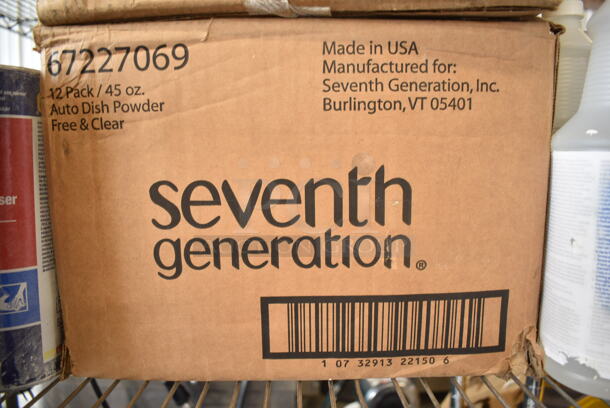 67227069
12 Pack / 45 oz.
Auto Dish Powder
Free & Clear
Made in USA
Manufactured for:
Seventh Generation, Inc.
Burlington, VT 05401
seventh
generation®
1 07 32913 22150 6
ser